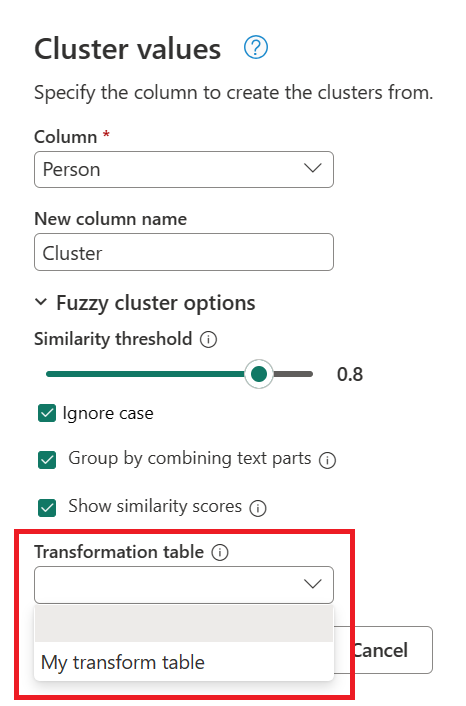 Cluster values ?
Specify the column to create the clusters from.
Column *
Person
New column name
Cluster
Fuzzy cluster options
Similarity threshold
0.8
Ignore case
Group by combining text parts
Show similarity scores
Transformation table
My transform table
Cancel